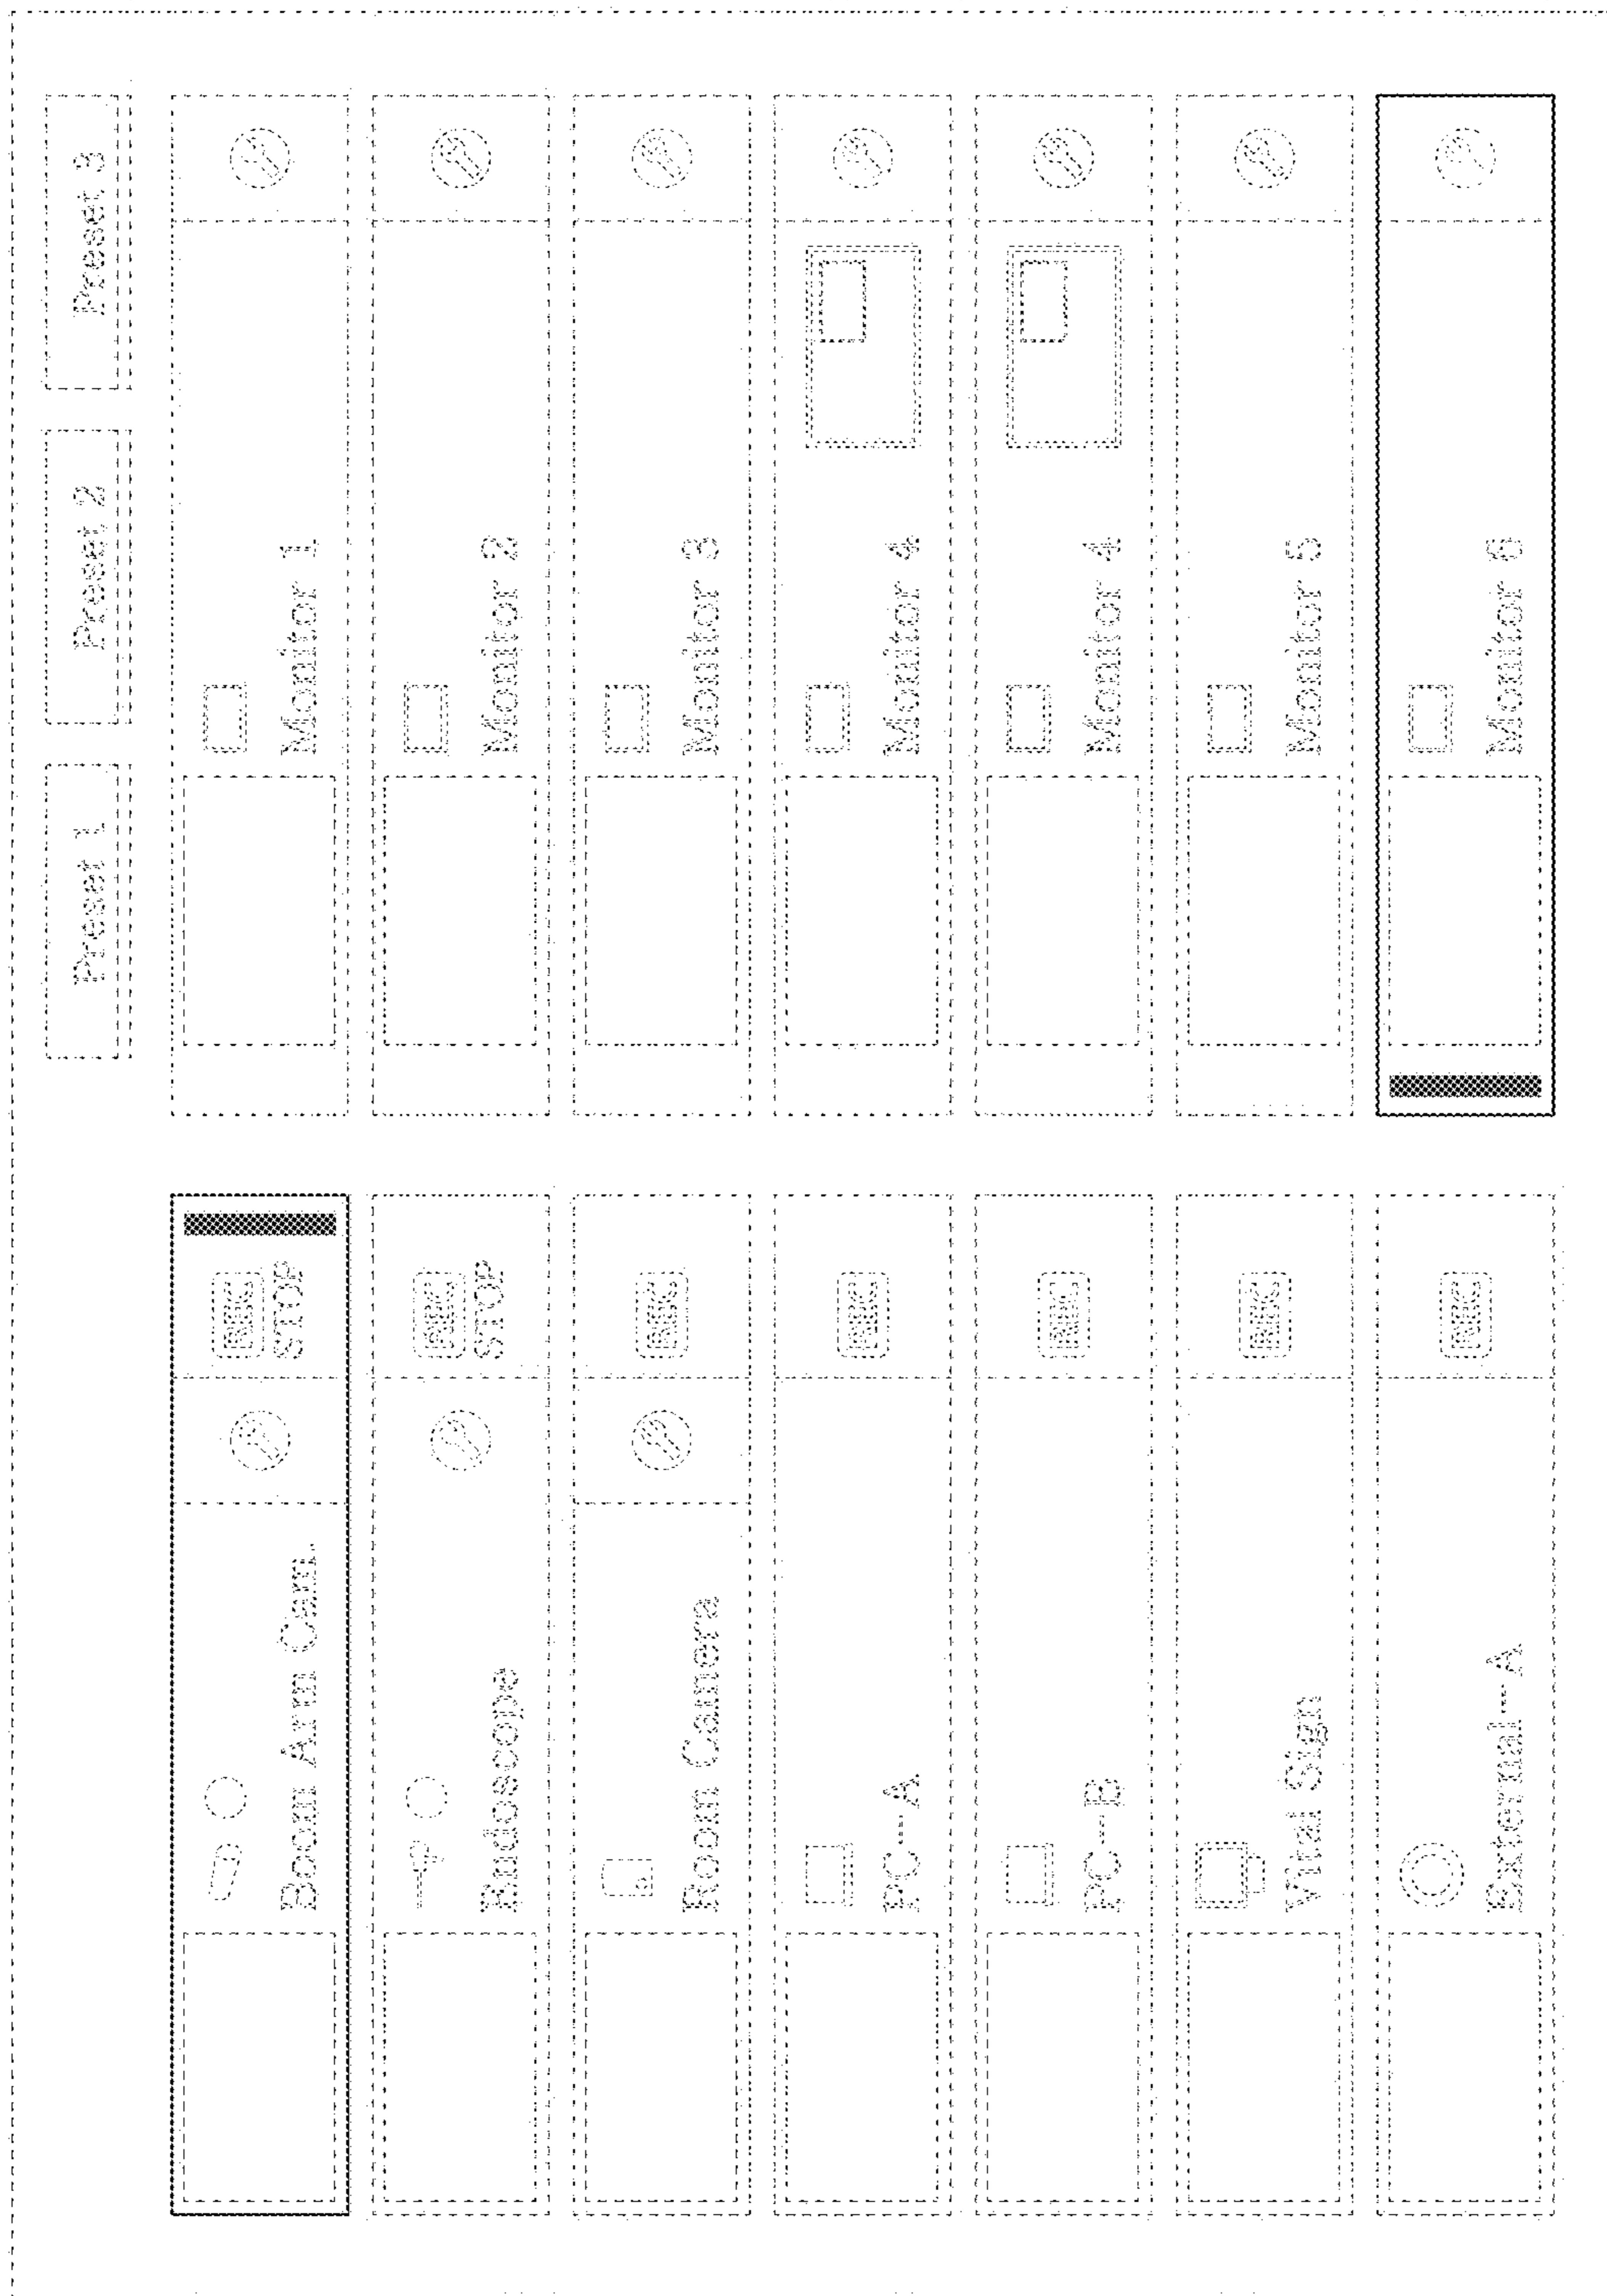 Preset 1
Preset 2
Preset 3
Boom Arm Cam.
REC
STOP
Monitor 1
Endoscope
REC
STOP
Monitor 2
Room Camera
REC
Monitor 3
PC-A
REC
Monitor 4
PC-B
REC
Monitor 4
Vital Sign
REC
Monitor 5
External-A
REC
Monitor 6